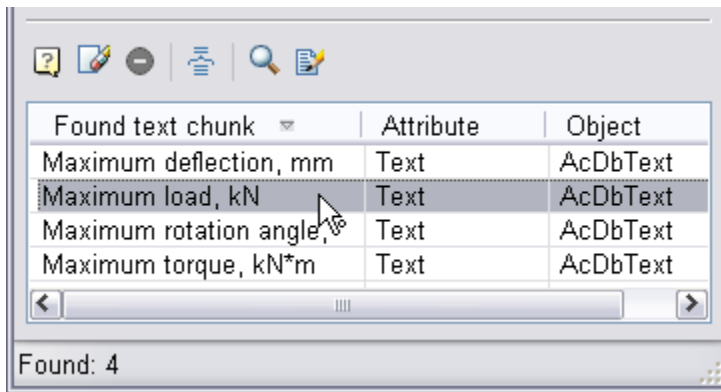 Found text chunk Attribute Object
Maximum deflection, mm Text AcDbText
Maximum load, kN Text AcDbText
Maximum rotation angle, Text AcDbText
Maximum torque, kN*m Text AcDbText
Found: 4